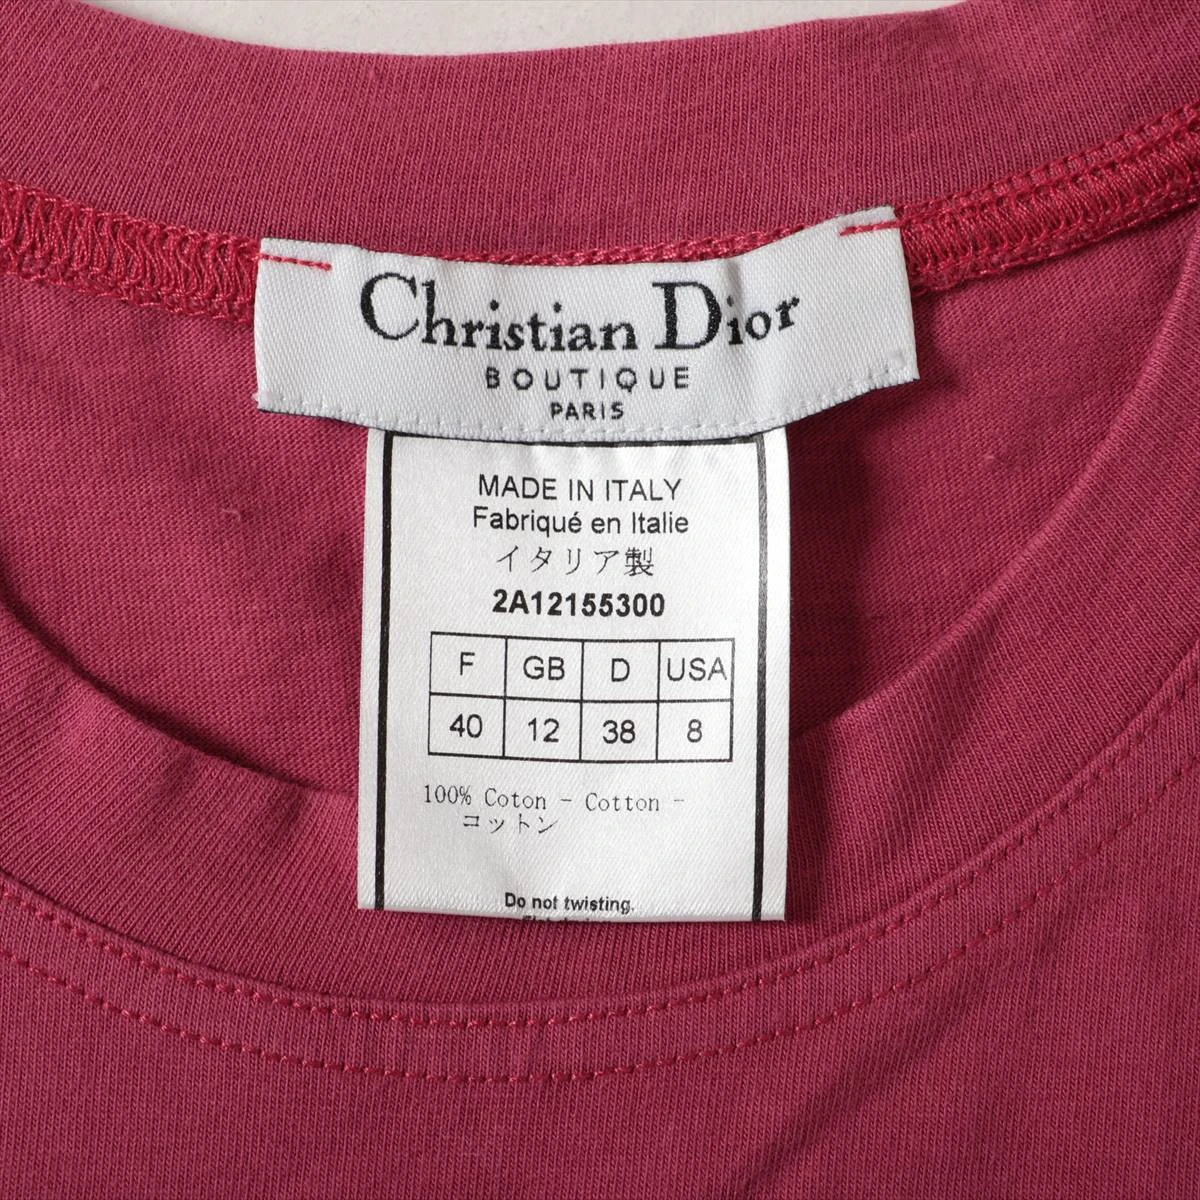 Christian Dior
BOUTIQUE
PARIS
MADE IN ITALY
Fabriqué en Italie
イタリア製
2A12155300
F GB D USA
40 12 38 8
100% Coton - Cotton -
コットン
Do not twisting.